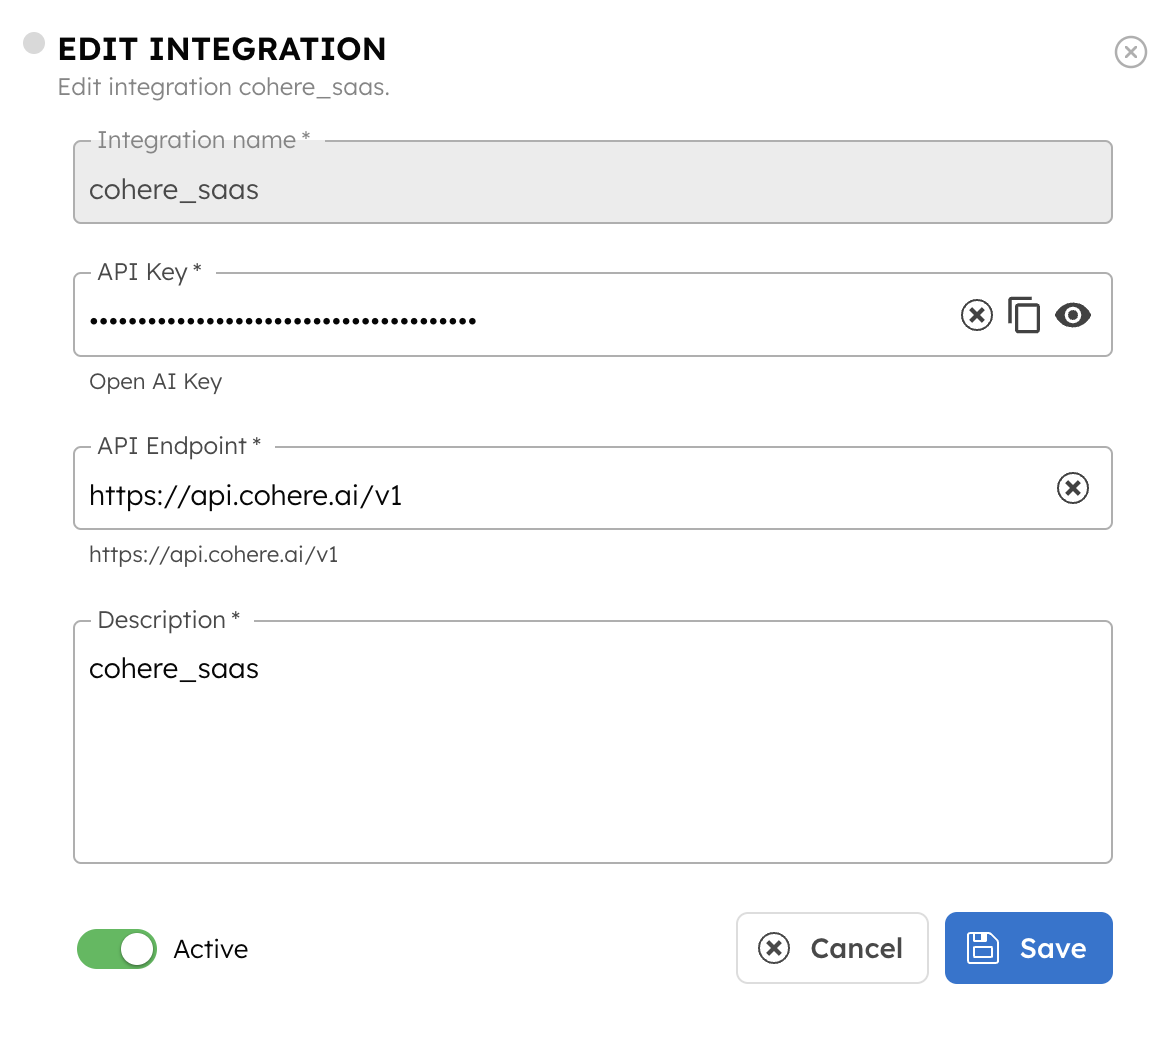 EDIT INTEGRATION
Edit integration cohere_saas.
Integration name *
cohere_saas
API Key *
••••••••••••••••••••••••••••••••••••••••
Open AI Key
API Endpoint *
https://api.cohere.ai/v1
https://api.cohere.ai/v1
Description *
cohere_saas
Active
Cancel
Save